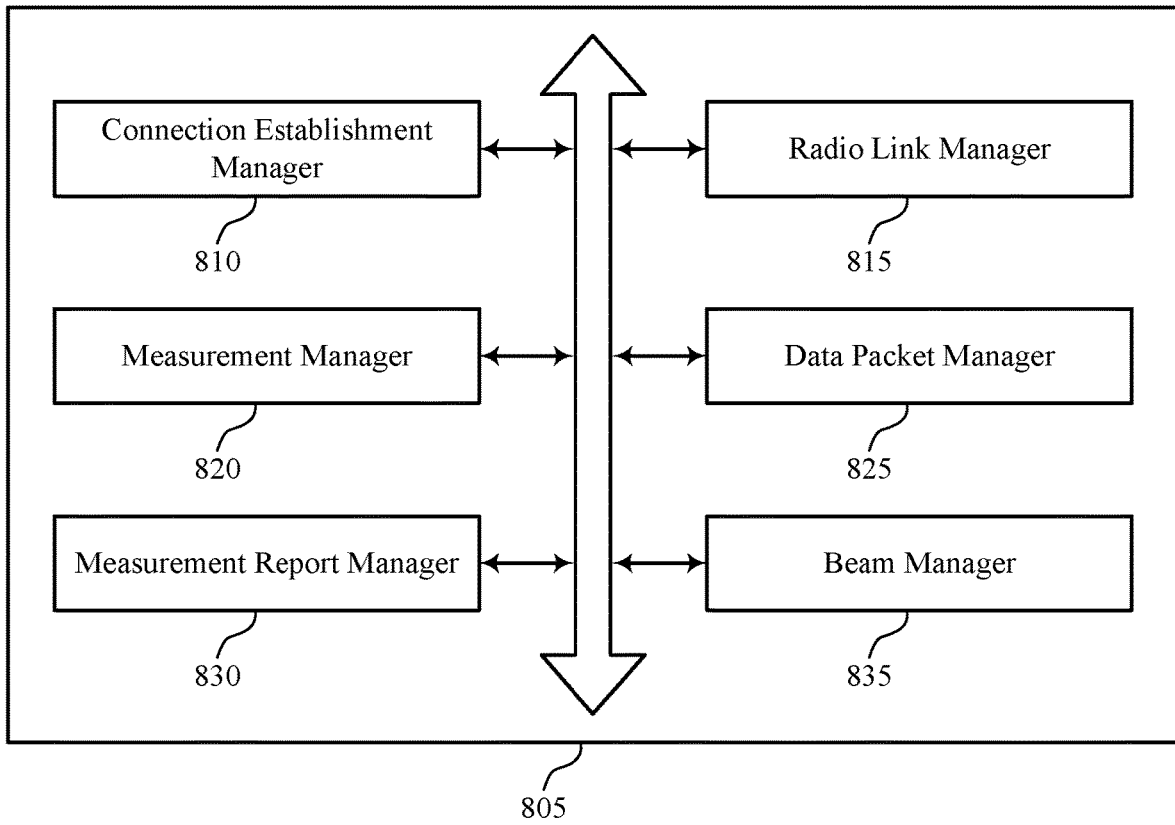 Connection Establishment
Manager
810
Radio Link Manager
815
Measurement Manager
820
Data Packet Manager
825
Measurement Report Manager
830
Beam Manager
835
805